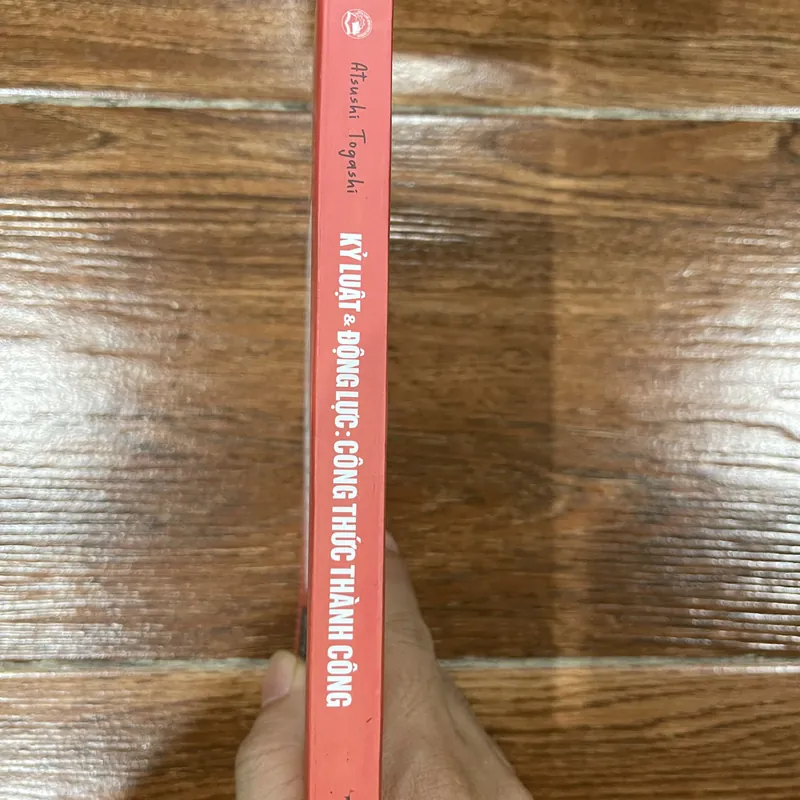 Atsushi Togashi
KỶ LUẬT & ĐỘNG LỰC: CÔNG THỨC THÀNH CÔNG